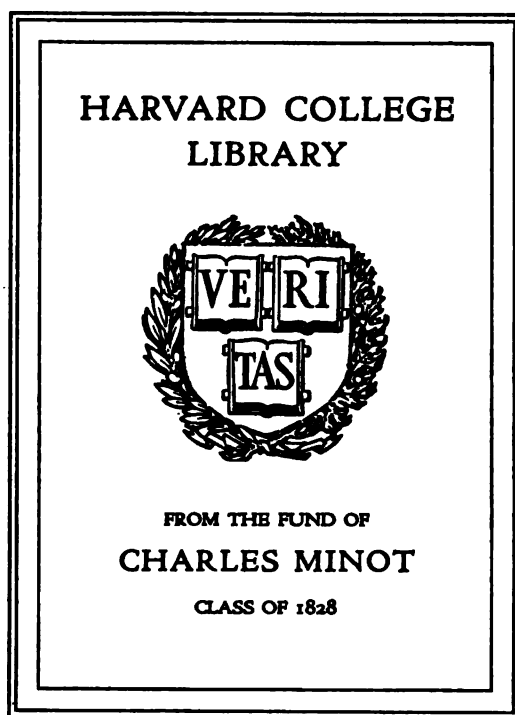 HARVARD COLLEGE
LIBRARY
VE RI
TAS
FROM THE FUND OF
CHARLES MINOT
CLASS OF 1828